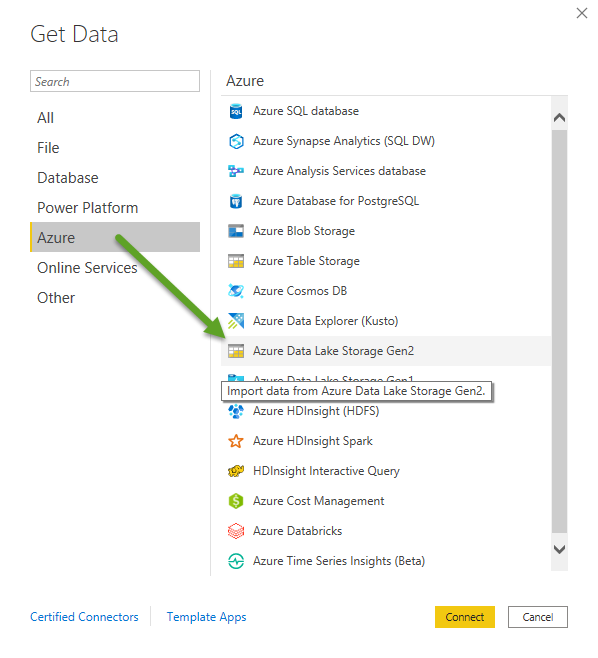 Get Data
Search
All
File
Database
Power Platform
Azure
Online Services
Other
Azure
Azure SQL database
Azure Synapse Analytics (SQL DW)
Azure Analysis Services database
Azure Database for PostgreSQL
Azure Blob Storage
Azure Table Storage
Azure Cosmos DB
Azure Data Explorer (Kusto)
Azure Data Lake Storage Gen2
Azure Data Lake Storage Gen1
Import data from Azure Data Lake Storage Gen2.
Azure HDInsight (HDFS)
Azure HDInsight Spark
HDInsight Interactive Query
Azure Cost Management
Azure Databricks
Azure Time Series Insights (Beta)
Certified Connectors
Template Apps
Connect
Cancel